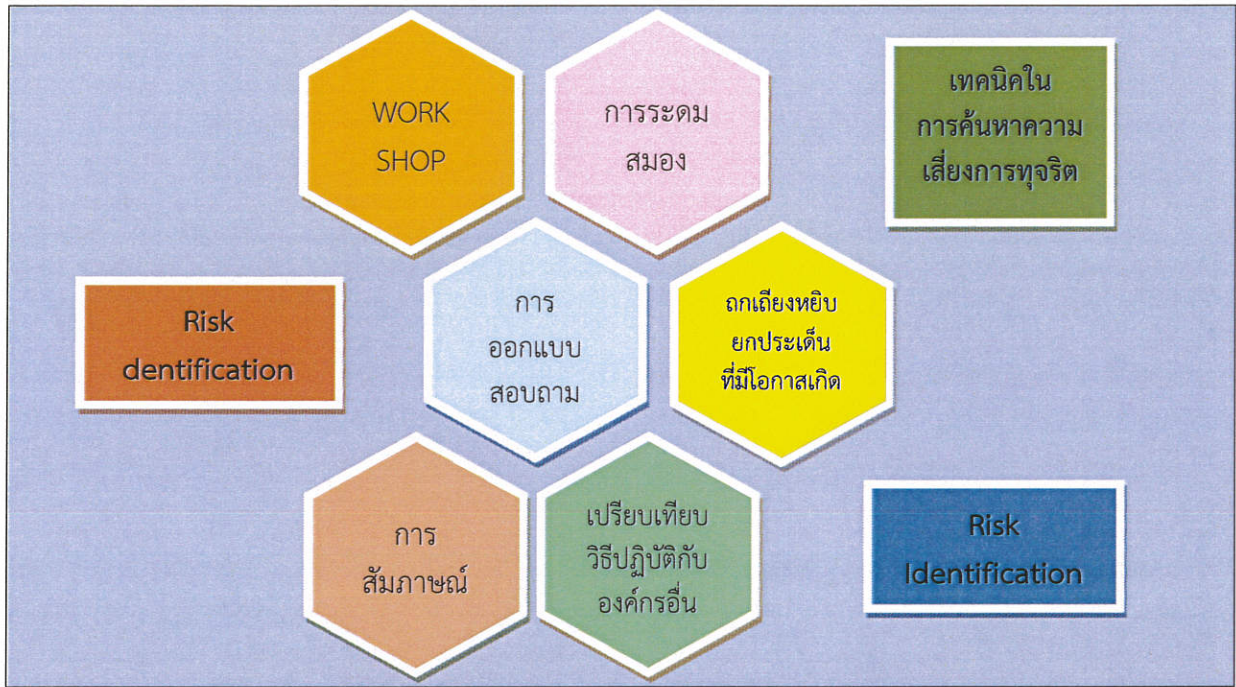 WORK
SHOP
การระดม
สมอง
เทคนิคใน
การค้นหาความ
เสี่ยงการทุจริต
Risk
dentification
การ
ออกแบบ
สอบถาม
ถกเถียงหยิบ
ยกประเด็น
ที่มีโอกาสเกิด
การ
สัมภาษณ์
เปรียบเทียบ
วิธีปฏิบัติกับ
องค์กรอื่น
Risk
Identification